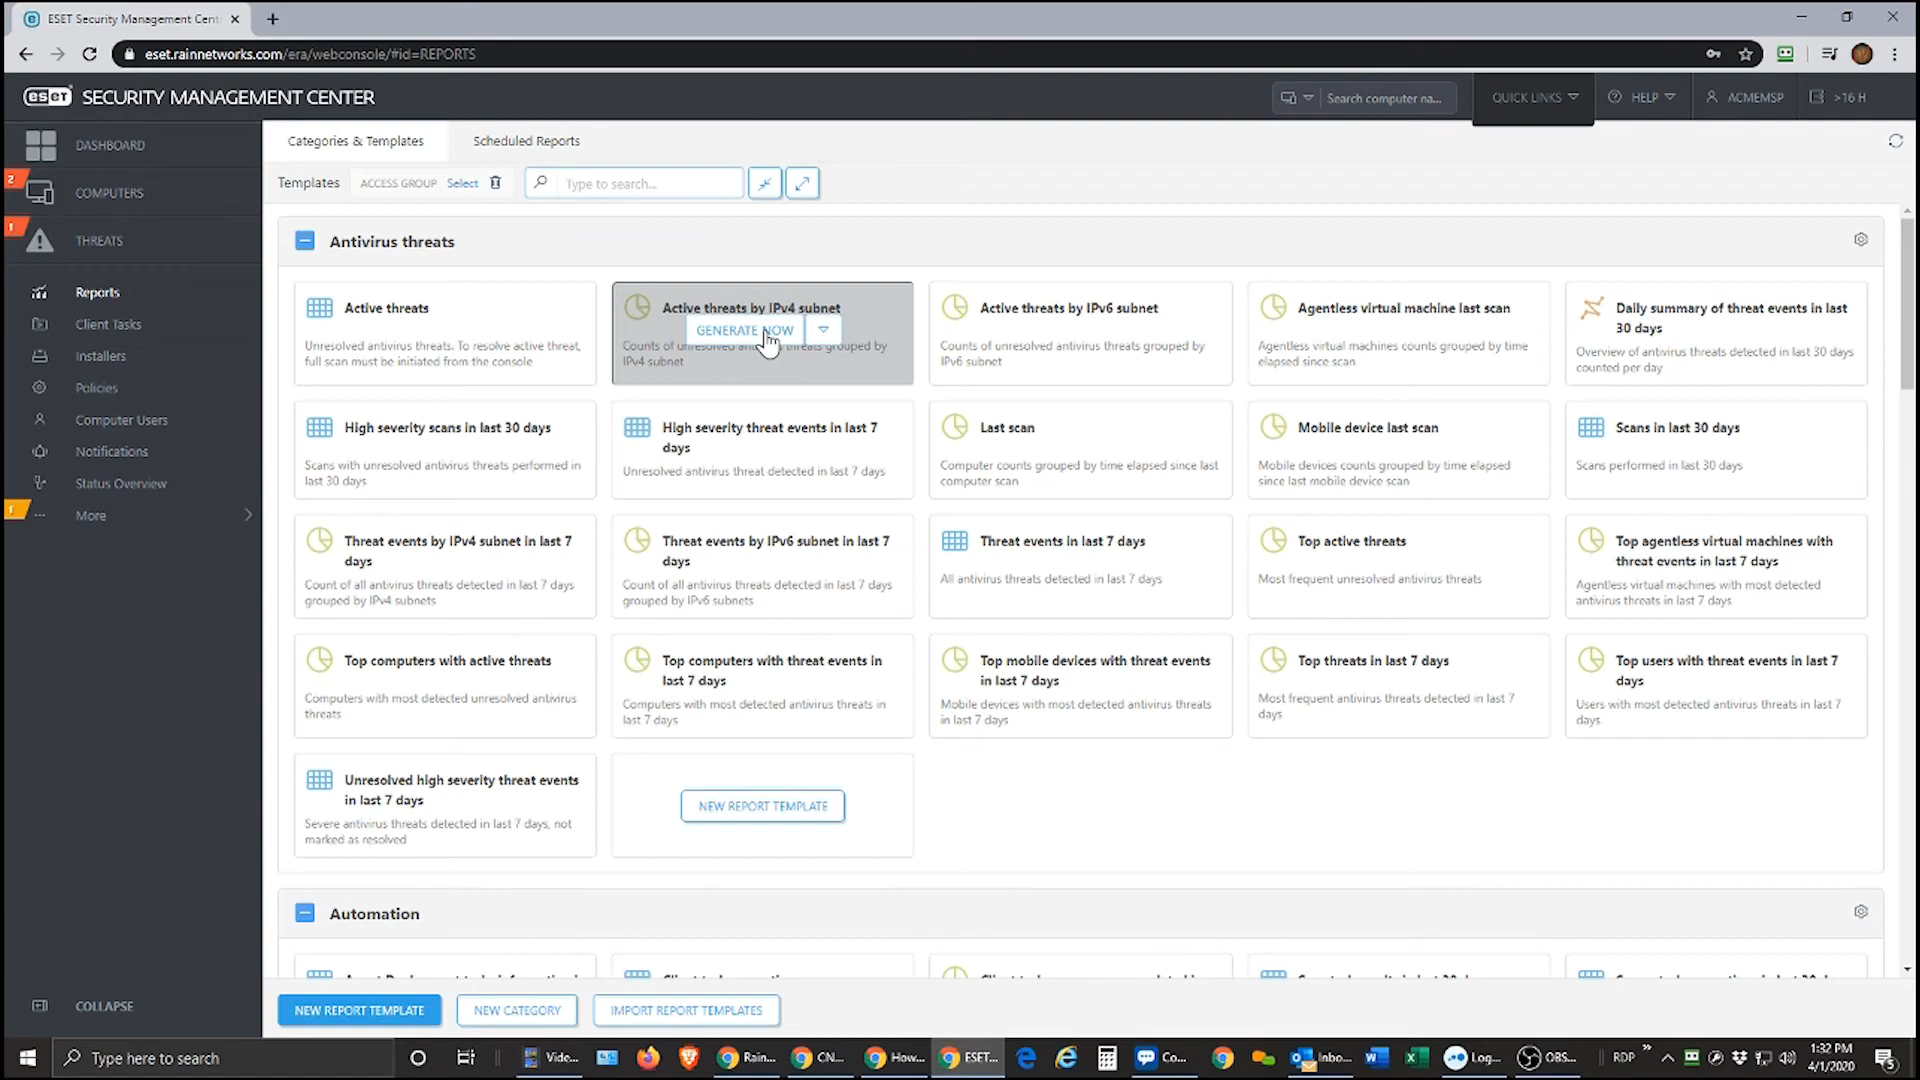 ESET Security Management Cent
eset.rainnetworks.com/era/webconsole/#id=REPORTS
eset SECURITY MANAGEMENT CENTER
Search computer na...
QUICK LINKS
HELP
ACMEMSP
>16 H
DASHBOARD
2
COMPUTERS
1
THREATS
Reports
Client Tasks
Installers
Policies
Computer Users
Notifications
Status Overview
1
More
COLLAPSE
Categories & Templates
Scheduled Reports
Templates
ACCESS GROUP Select
Type to search...
Antivirus threats
Active threats
Unresolved antivirus threats. To resolve active threat,
full scan must be initiated from the console
Active threats by IPv4 subnet
GENERATE NOW
Counts of unresolved antivirus threats grouped by
IPv4 subnet
Active threats by IPv6 subnet
Counts of unresolved antivirus threats grouped by
IPv6 subnet
Agentless virtual machine last scan
Agentless virtual machines counts grouped by time
elapsed since scan
Daily summary of threat events in last
30 days
Overview of antivirus threats detected in last 30 days
counted per day
High severity scans in last 30 days
Scans with unresolved antivirus threats performed in
last 30 days
High severity threat events in last 7
days
Unresolved antivirus threat detected in last 7 days
Last scan
Computer counts grouped by time elapsed since last
computer scan
Mobile device last scan
Mobile devices counts grouped by time elapsed
since last mobile device scan
Scans in last 30 days
Scans performed in last 30 days
Threat events by IPv4 subnet in last 7
days
Count of all antivirus threats detected in last 7 days
grouped by IPv4 subnets
Threat events by IPv6 subnet in last 7
days
Count of all antivirus threats detected in last 7 days
grouped by IPv6 subnets
Threat events in last 7 days
All antivirus threats detected in last 7 days
Top active threats
Most frequent unresolved antivirus threats
Top agentless virtual machines with
threat events in last 7 days
Agentless virtual machines with most detected
antivirus threats in last 7 days
Top computers with active threats
Computers with most detected unresolved antivirus
threats
Top computers with threat events in
last 7 days
Computers with most detected antivirus threats in
last 7 days
Top mobile devices with threat events
in last 7 days
Mobile devices with most detected antivirus threats
in last 7 days
Top threats in last 7 days
Most frequent antivirus threats detected in last 7
days
Top users with threat events in last 7
days
Users with most detected antivirus threats in last 7
days
Unresolved high severity threat events
in last 7 days
Severe antivirus threats detected in last 7 days, not
marked as resolved
NEW REPORT TEMPLATE
Automation
NEW REPORT TEMPLATE
NEW CATEGORY
IMPORT REPORT TEMPLATES
Type here to search
Vide...
Rain...
CN...
How...
ESET...
Co...
Inbo...
Log...
OBS...
RDP
1:32 PM
4/1/2020
5